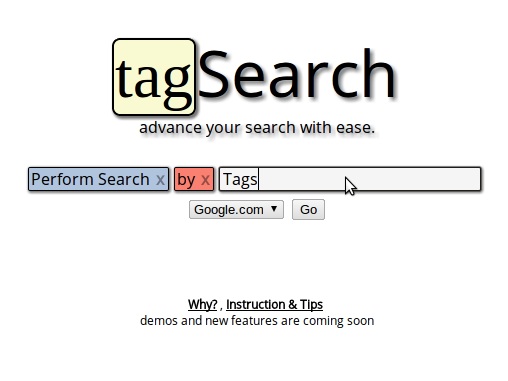 tagSearch
advance your search with ease.
Perform Search x by x Tags
Google.com ▼ Go
Why? , Instruction & Tips
demos and new features are coming soon